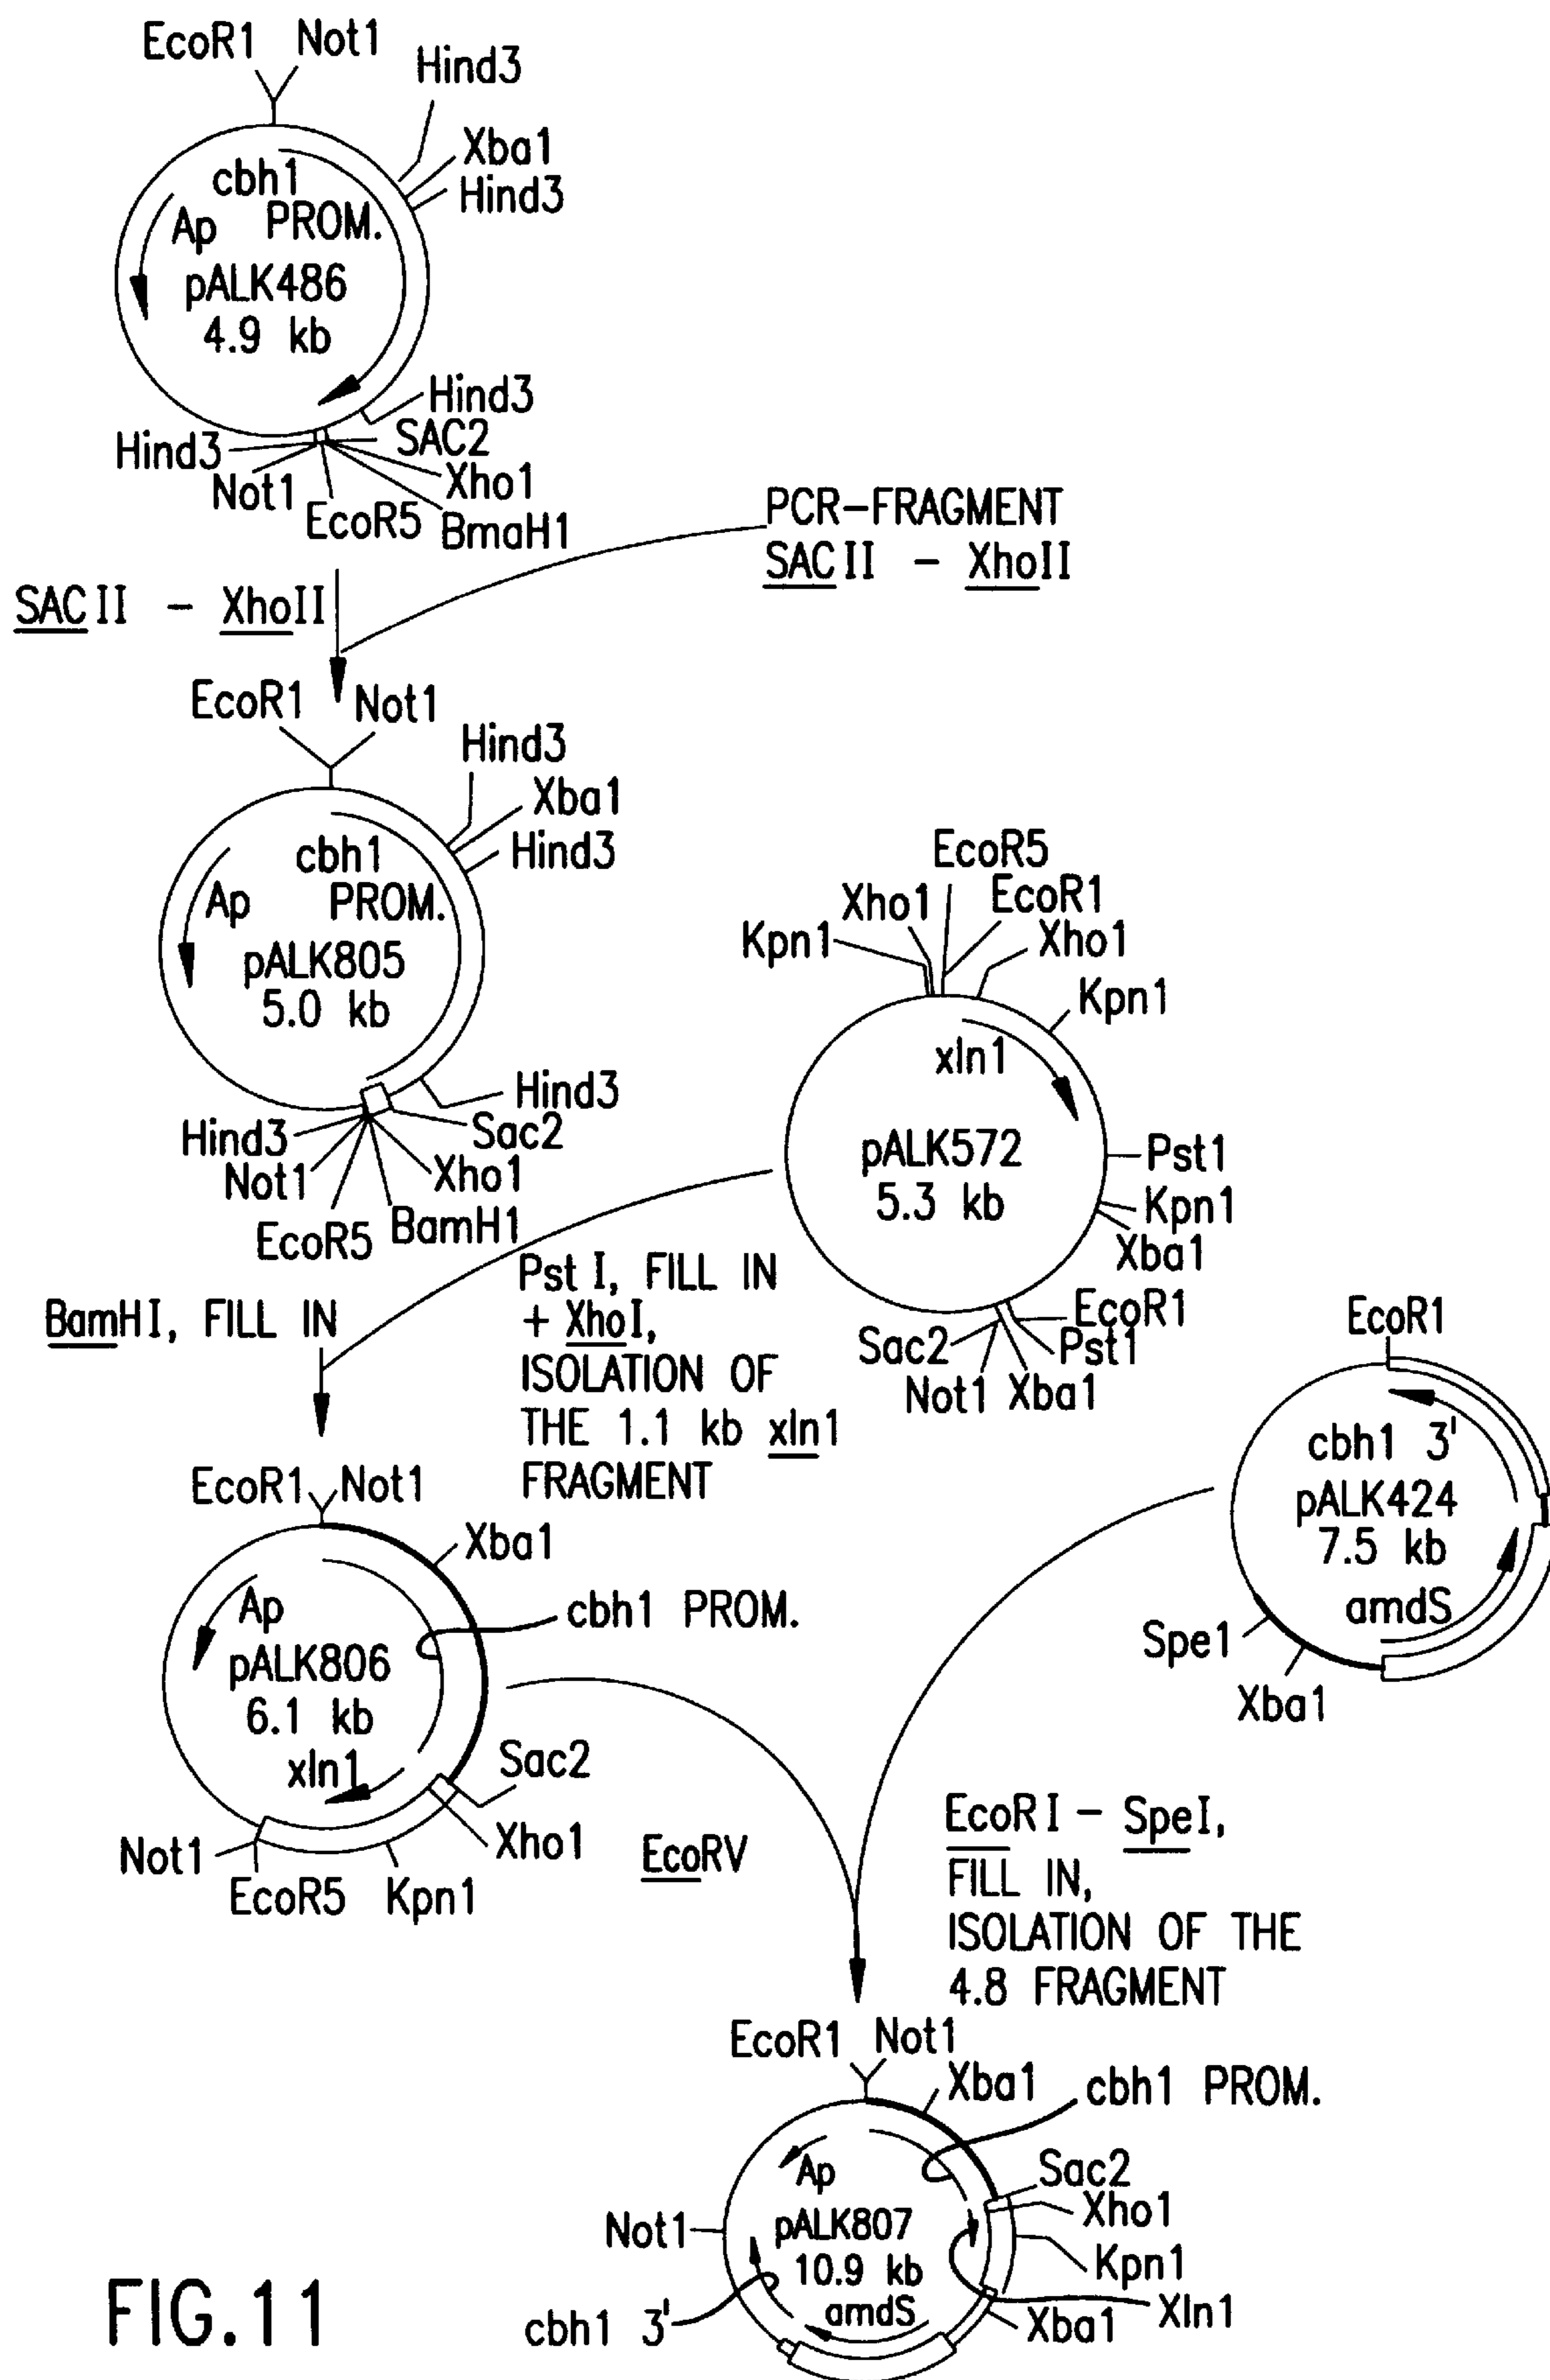 EcoR1 Not1
Hind3
Xba1
Hind3
cbh1
Ap PROM.
pALK486
4.9 kb
Hind3
SAC2
Hind3
Xho1
Not1
EcoR5
BmaH1
PCR-FRAGMENT
SACII - XhoII
SACII - XhoII
EcoR1 Not1
Hind3
Xba1
Hind3
cbh1
Ap PROM.
pALK805
5.0 kb
Hind3
Sac2
Hind3
Xho1
Not1
BamH1
EcoR5
EcoR5
Xho1
EcoR1
Kpn1
Xho1
Kpn1
xln1
pALK572
5.3 kb
Pst1
Kpn1
Xba1
EcoR1
Pst1
Sac2
Not1 Xba1
BamHI, FILL IN
Pst I, FILL IN
+ XhoI,
ISOLATION OF
THE 1.1 kb xln1
FRAGMENT
EcoR1
cbh1 3'
pALK424
7.5 kb
amdS
Spe1
Xba1
EcoR1 Not1
Xba1
cbh1 PROM.
Ap
pALK806
6.1 kb
xln1
Sac2
Xho1
Not1
EcoR5 Kpn1
EcoRV
EcoRI - SpeI,
FILL IN,
ISOLATION OF THE
4.8 FRAGMENT
EcoR1 Not1
Xba1
cbh1 PROM.
Ap
Sac2
Xho1
Not1
pALK807
10.9 kb
amdS
Kpn1
Xln1
Xba1
cbh1 3'
FIG.11